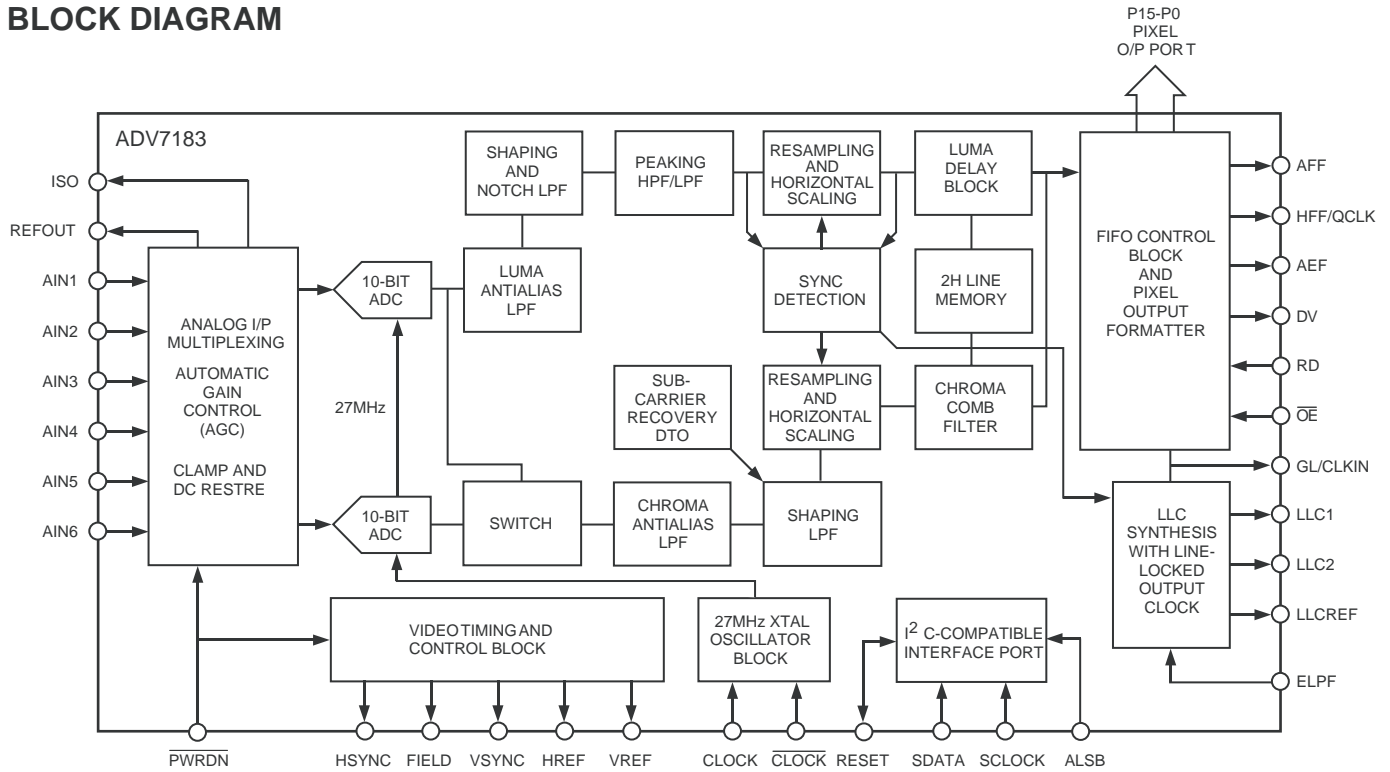 BLOCK DIAGRAM
P15-P0
PIXEL
O/P PORT
ADV7183
ISO
REFOUT
AIN1
AIN2
AIN3
AIN4
AIN5
AIN6
ANALOG I/P
MULTIPLEXING
AUTOMATIC
GAIN
CONTROL
(AGC)
CLAMP AND
DC RESTRE
10-BIT
ADC
27MHz
10-BIT
ADC
SHAPING
AND
NOTCH LPF
LUMA
ANTIALIAS
LPF
SWITCH
PEAKING
HPF/LPF
SUB-
CARRIER
RECOVERY
DTO
CHROMA
ANTIALIAS
LPF
RESAMPLING
AND
HORIZONTAL
SCALING
SYNC
DETECTION
RESAMPLING
AND
HORIZONTAL
SCALING
SHAPING
LPF
LUMA
DELAY
BLOCK
2H LINE
MEMORY
CHROMA
COMB
FILTER
FIFO CONTROL
BLOCK
AND
PIXEL
OUTPUT
FORMATTER
LLC
SYNTHESIS
WITH LINE-
LOCKED
OUTPUT
CLOCK
AFF
HFF/QCLK
AEF
DV
RD
OE
GL/CLKIN
LLC1
LLC2
LLCREF
ELPF
VIDEO TIMING AND
CONTROL BLOCK
27MHz XTAL
OSCILLATOR
BLOCK
I2 C-COMPATIBLE
INTERFACE PORT
PWRDN
HSYNC
FIELD
VSYNC
HREF
VREF
CLOCK
CLOCK
RESET
SDATA
SCLOCK
ALSB